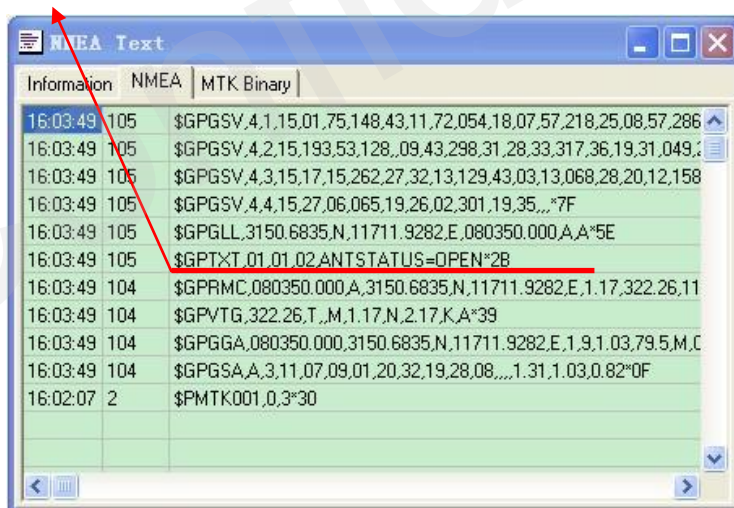 NMEA Text
Information NMEA MTK Binary
16:03:49 105 $GPGSV,4,1,15,01,75,148,43,11,72,054,18,07,57,218,25,08,57,286
16:03:49 105 $GPGSV,4,2,15,193,53,128,,09,43,298,31,28,33,317,36,19,31,049,
16:03:49 105 $GPGSV,4,3,15,17,15,262,27,32,13,129,43,03,13,068,28,20,12,158
16:03:49 105 $GPGSV,4,4,15,27,06,065,19,26,02,301,19,35,,,*7F
16:03:49 105 $GPGLL,3150.6835,N,11711.9282,E,080350.000,A,A*5E
16:03:49 105 $GPTXT,01,01,02,ANTSTATUS=OPEN*2B
16:03:49 104 $GPRMC,080350.000,A,3150.6835,N,11711.9282,E,1.17,322.26,11
16:03:49 104 $GPVTG,322.26,T,,M,1.17,N,2.17,K,A*39
16:03:49 104 $GPGGA,080350.000,3150.6835,N,11711.9282,E,1,9,1.03,79.5,M,
16:03:49 104 $GPGSA,A,3,11,07,09,01,20,32,19,28,08,,,,1.31,1.03,0.82*0F
16:02:07 2 $PMTK001,0,3*30